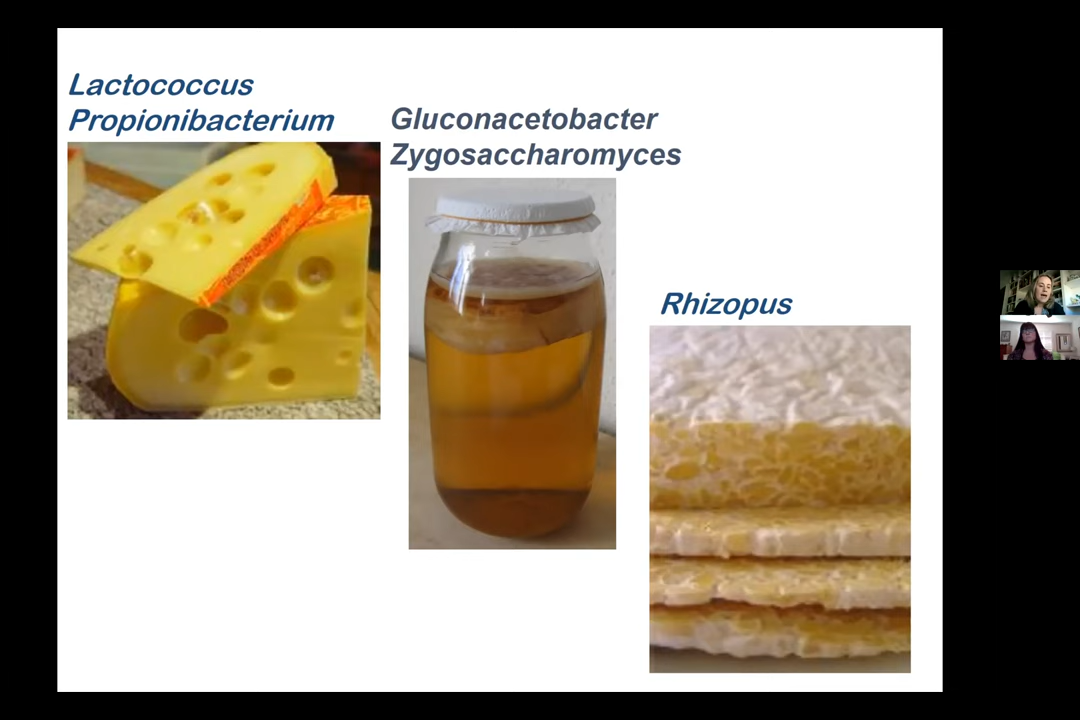 Lactococcus
Propionibacterium
Gluconacetobacter
Zygosaccharomyces
Rhizopus